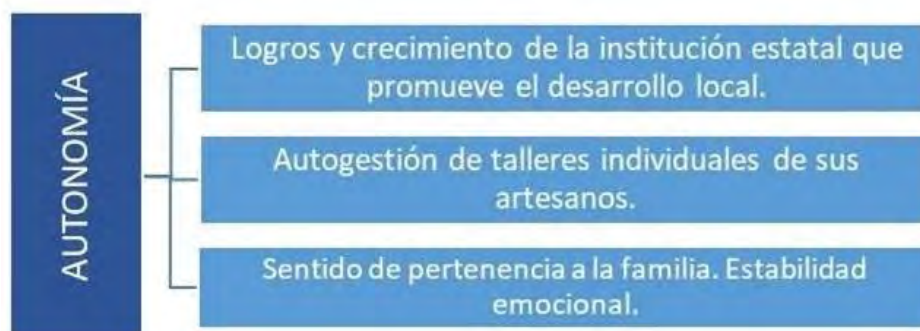 AUTONOMÍA
Logros y crecimiento de la institución estatal que
promueve el desarrollo local.
Autogestión de talleres individuales de sus
artesanos.
Sentido de pertenencia a la familia. Estabilidad
emocional.